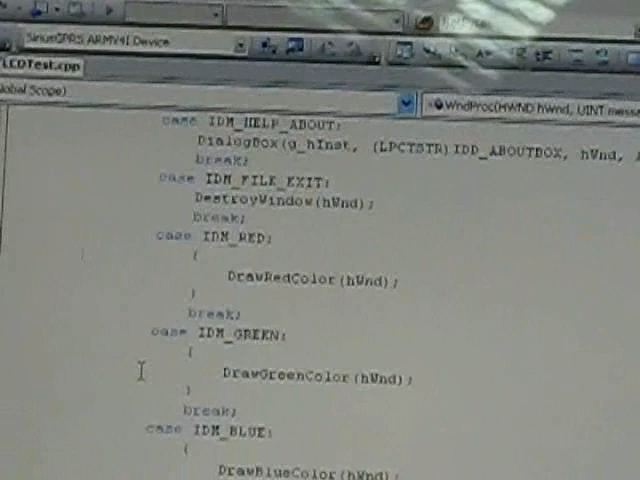 SiriusGPRS ARMV4I Device
LCDTest.cpp
lobal Scope)
WndProc(HWND hWnd, UINT messa
case IDM_HELP_ABOUT:
DialogBox(g_hInst, (LPCTSTR)IDD_ABOUTBOX, hWnd,
break;
case IDM_FILE_EXIT:
DestroyWindow(hWnd);
break;
case IDM_RED:
{
DrawRedColor(hWnd);
}
break;
case IDM_GREEN:
{
DrawGreenColor(hWnd);
}
break;
case IDM_BLUE:
{
DrawBlueColor(hWnd);